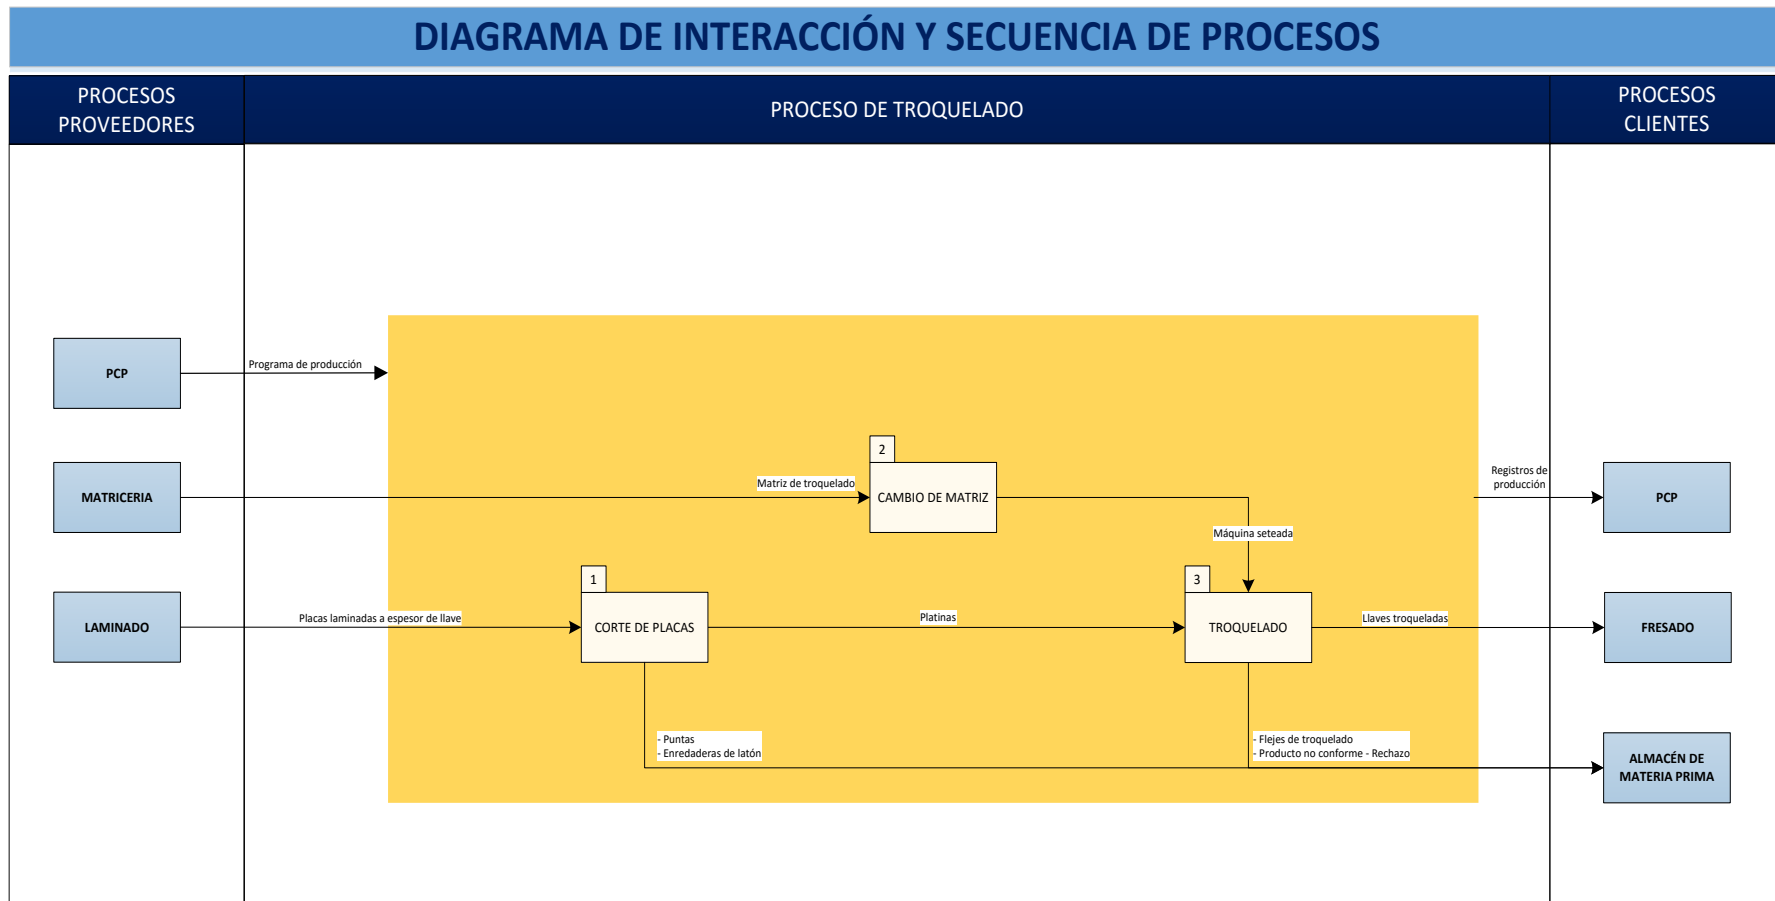 DIAGRAMA DE INTERACCIÓN Y SECUENCIA DE PROCESOS
PROCESOS
PROVEEDORES
PROCESO DE TROQUELADO
PROCESOS
CLIENTES
PCP
Programa de producción
2
MATRICERIA
Matriz de troquelado
CAMBIO DE MATRIZ
Registros de
producción
PCP
Máquina seteada
1
3
LAMINADO
Placas laminadas a espesor de llave
CORTE DE PLACAS
Platinas
TROQUELADO
Llaves troqueladas
FRESADO
- Puntas
- Enredaderas de latón
- Flejes de troquelado
- Producto no conforme - Rechazo
ALMACÉN DE
MATERIA PRIMA